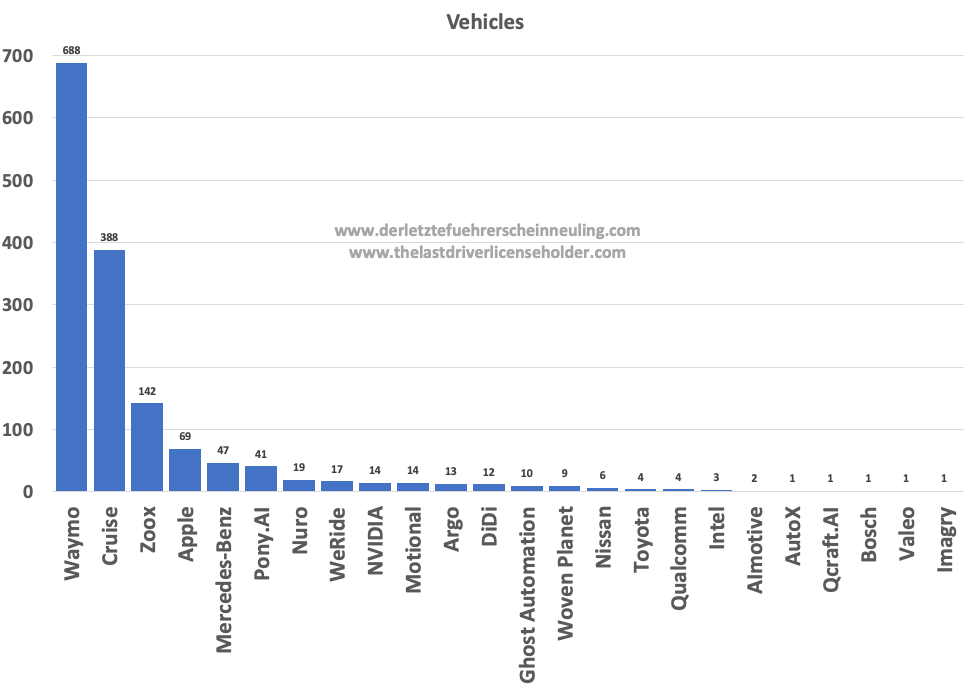 Vehicles
700
600
500
400
300
200
100
0
688
388
142
69
47
41
19
17
14
14
13
12
10
9
6
4
4
3
2
1
1
1
1
1
www.derletztefuehrerscheinneuling.com
www.thelastdriverlicenseholder.com
Waymo
Cruise
Zoox
Apple
Mercedes-Benz
Pony.AI
Nuro
WeRide
NVIDIA
Motional
Argo
DiDi
Ghost Automation
Woven Planet
Nissan
Toyota
Qualcomm
Intel
AImotive
AutoX
Qcraft.AI
Bosch
Valeo
Imagry